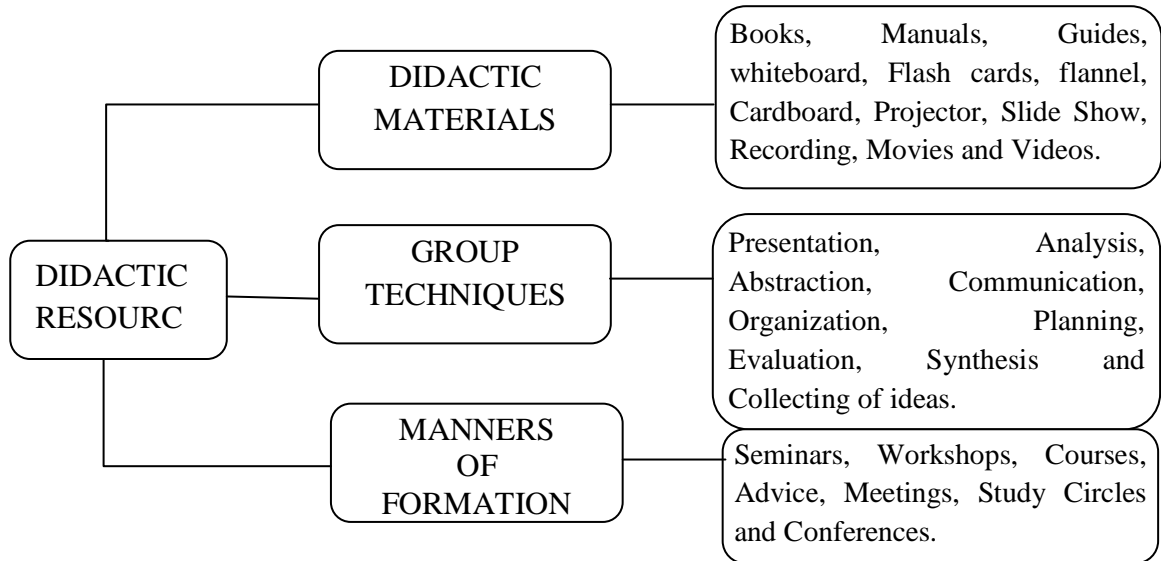 DIDACTIC
MATERIALS
Books, Manuals, Guides,
whiteboard, Flash cards, flannel,
Cardboard, Projector, Slide Show,
Recording, Movies and Videos.
DIDACTIC
RESOURC
GROUP
TECHNIQUES
Presentation, Analysis,
Abstraction, Communication,
Organization, Planning,
Evaluation, Synthesis and
Collecting of ideas.
MANNERS
OF
FORMATION
Seminars, Workshops, Courses,
Advice, Meetings, Study Circles
and Conferences.